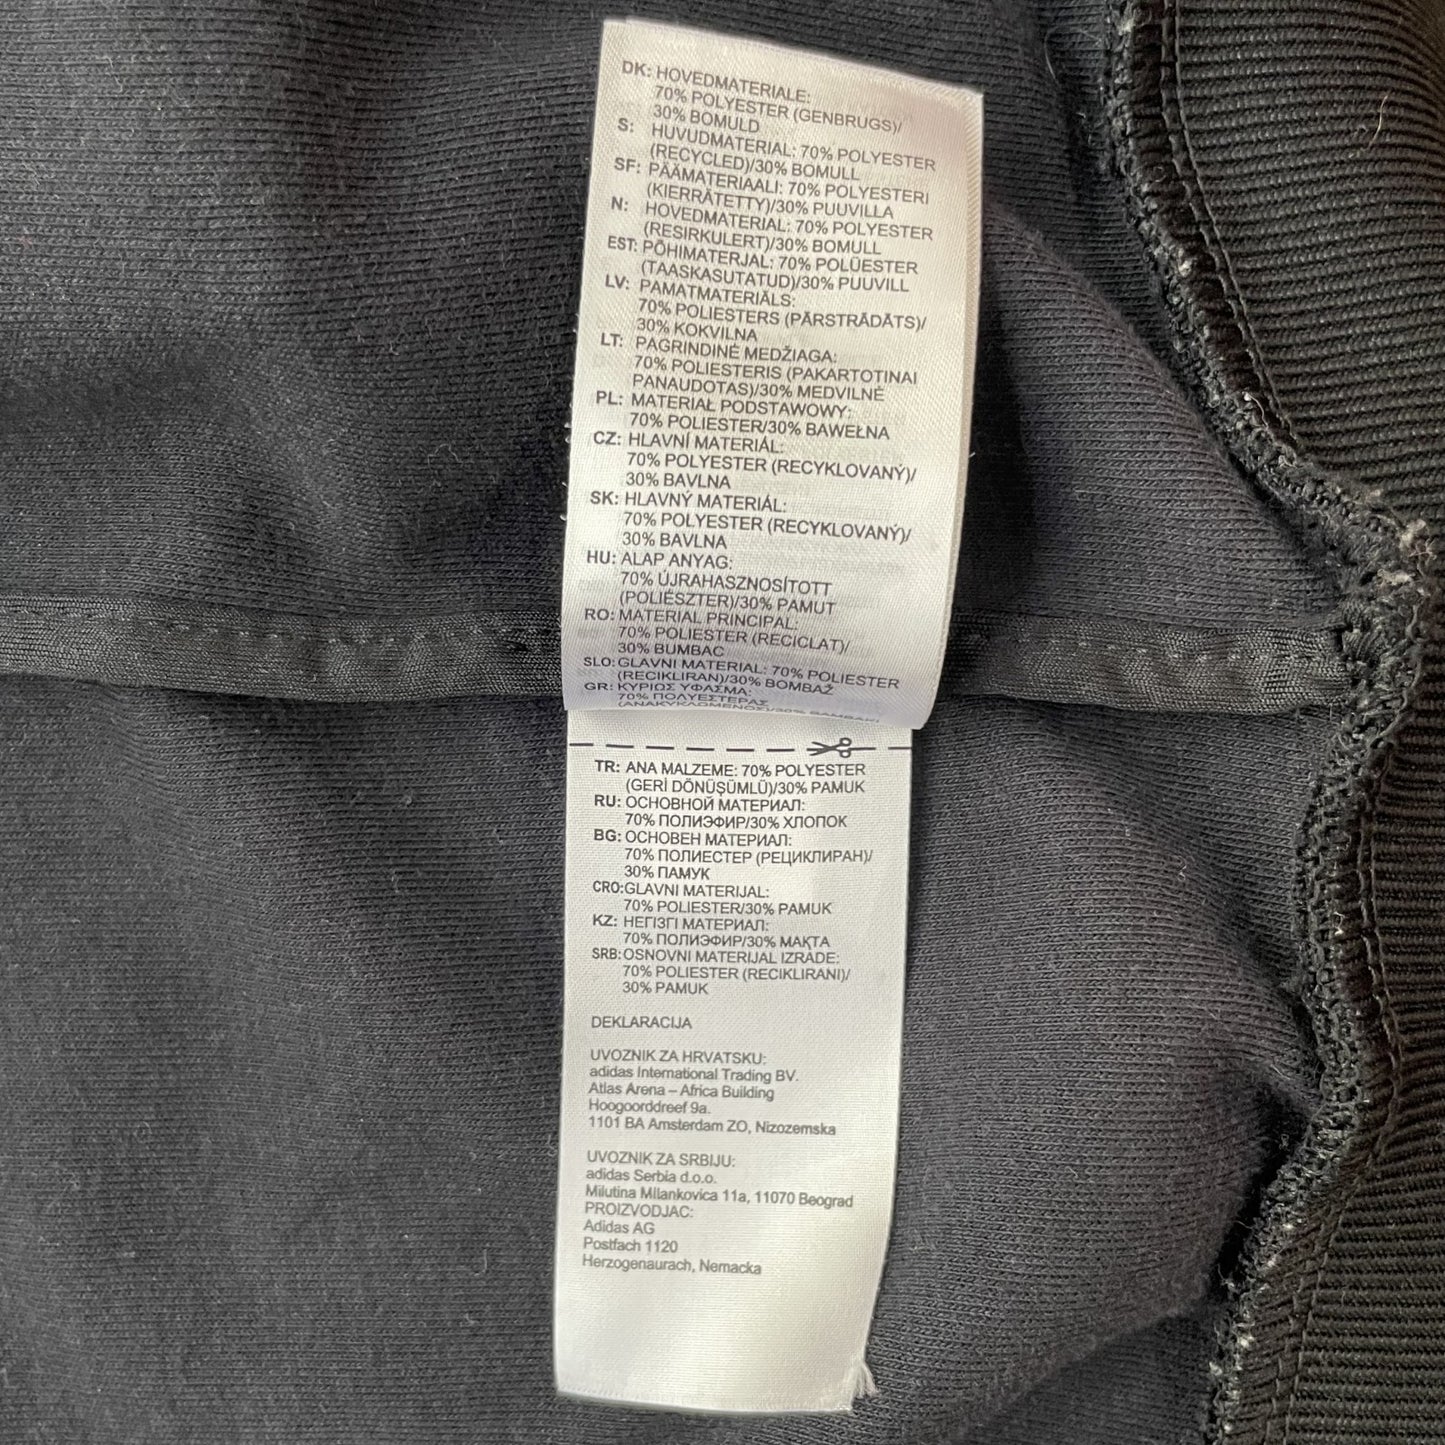 DK: HOVEDMATERIALE:
70% POLYESTER (GENBRUGS)/
30% BOMULD
S: HUVUDMATERIAL: 70% POLYESTER
(RECYCLED)/30% BOMULL
SF: PÄÄMATERIAALI: 70% POLYESTERI
(KIERRÄTETTY)/30% PUUVILLA
N: HOVEDMATERIAL: 70% POLYESTER
(RESIRKULERT)/30% BOMULL
EST: PÕHIMATERJAL: 70% POLÜESTER
(TAASKASUTATUD)/30% PUUVILL
LV: PAMATMATERIĀLS:
70% POLIESTERS (PĀRSTRĀDĀTS)/
30% KOKVILNA
LT: PAGRINDINĖ MEDŽIAGA:
70% POLIESTERIS (PAKARTOTINAI
PANAUDOTAS)/30% MEDVILNĖ
PL: MATERIAŁ PODSTAWOWY:
70% POLIESTER/30% BAWEŁNA
CZ: HLAVNÍ MATERIÁL:
70% POLYESTER (RECYKLOVANÝ)/
30% BAVLNA
SK: HLAVNÝ MATERIÁL:
70% POLYESTER (RECYKLOVANÝ)/
30% BAVLNA
HU: ALAP ANYAG:
70% ÚJRAHASZNOSÍTOTT
(POLIÉSZTER)/30% PAMUT
RO: MATERIAL PRINCIPAL:
70% POLIESTER (RECICLAT)/
30% BUMBAC
SLO: GLAVNI MATERIAL: 70% POLIESTER
(RECIKLIRAN)/30% BOMBAŽ
GR: ΚΥΡΙΩΣ ΥΦΑΣΜΑ:
70% ΠΟΛΥΕΣΤΕΡΑΣ
(ΑΝΑΚΥΚΛΩΜΕΝΟΣ)/30% ΒΑΜΒΑΚΙ
TR: ANA MALZEME: 70% POLYESTER
(GERİ DÖNÜŞÜMLÜ)/30% PAMUK
RU: ОСНОВНОЙ МАТЕРИАЛ:
70% ПОЛИЭФИР/30% ХЛОПОК
BG: ОСНОВЕН МАТЕРИАЛ:
70% ПОЛИЕСТЕР (РЕЦИКЛИРАН)/
30% ПАМУК
CRO: GLAVNI MATERIJAL:
70% POLIESTER/30% PAMUK
KZ: НЕГІЗГІ МАТЕРИАЛ:
70% ПОЛИЭФИР/30% МАҚТА
SRB: OSNOVNI MATERIJAL IZRADE:
70% POLIESTER (RECIKLIRANI)/
30% PAMUK
DEKLARACIJA
UVOZNIK ZA HRVATSKU:
adidas International Trading BV.
Atlas Arena – Africa Building
Hoogoorddreef 9a.
1101 BA Amsterdam ZO, Nizozemska
UVOZNIK ZA SRBIJU:
adidas Serbia d.o.o.
Milutina Milankovica 11a, 11070 Beograd
PROIZVODJAC:
Adidas AG
Postfach 1120
Herzogenaurach, Nemacka